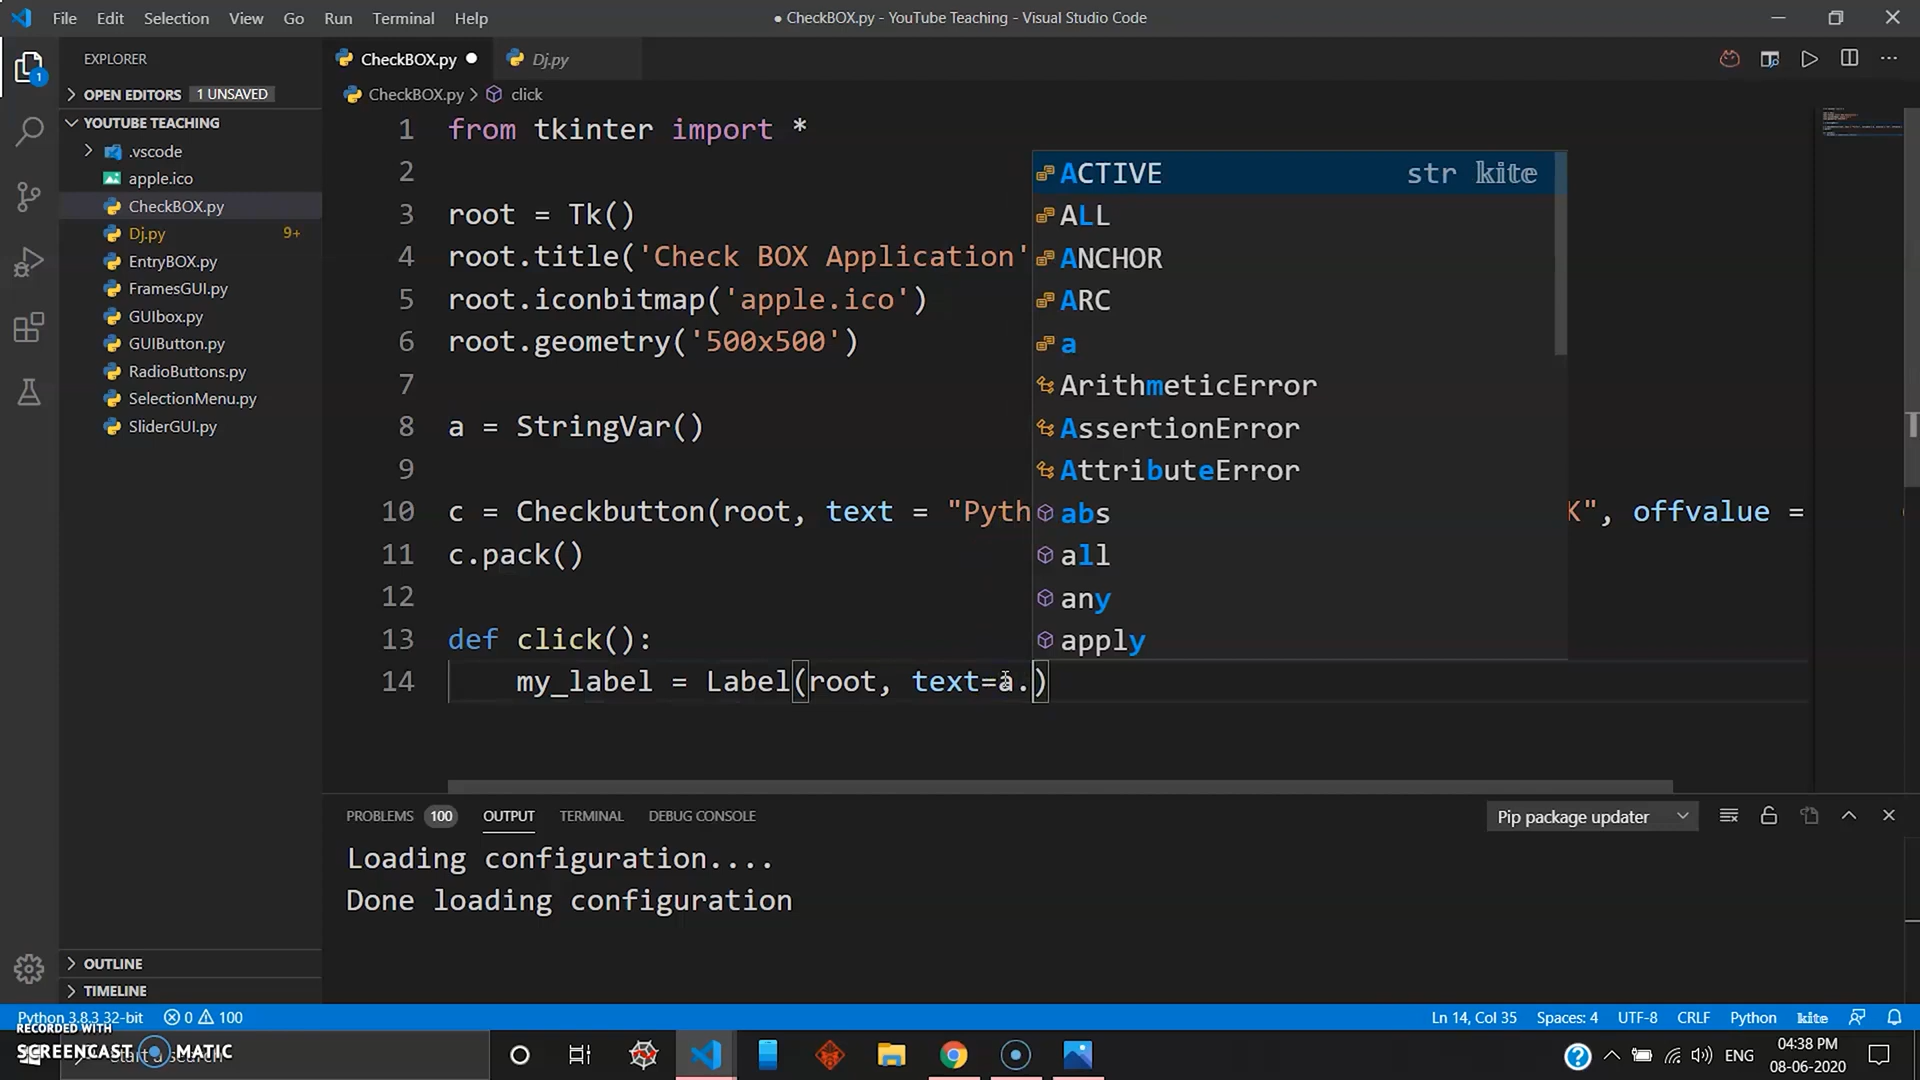 File Edit Selection View Go Run Terminal Help
● CheckBOX.py - YouTube Teaching - Visual Studio Code
EXPLORER
OPEN EDITORS 1 UNSAVED
YOUTUBE TEACHING
.vscode
apple.ico
CheckBOX.py
Dj.py 9+
EntryBOX.py
FramesGUI.py
GUIbox.py
GUIButton.py
RadioButtons.py
SelectionMenu.py
SliderGUI.py
OUTLINE
TIMELINE
1
CheckBOX.py ● Dj.py
CheckBOX.py > click
1 from tkinter import *
2
3 root = Tk()
4 root.title('Check BOX Application'
5 root.iconbitmap('apple.ico')
6 root.geometry('500x500')
7
8 a = StringVar()
9
10 c = Checkbutton(root, text = "Pyth K", offvalue =
11 c.pack()
12
13 def click():
14 my_label = Label(root, text=a.)
ACTIVE str kite
ALL
ANCHOR
ARC
a
ArithmeticError
AssertionError
AttributeError
abs
all
any
apply
PROBLEMS 100 OUTPUT TERMINAL DEBUG CONSOLE
Pip package updater
Loading configuration....
Done loading configuration
Python 3.8.3 32-bit 0 100
Ln 14, Col 35 Spaces: 4 UTF-8 CRLF Python kite
RECORDED WITH
SCREENCAST MATIC
Start a search
ENG
04:38 PM
08-06-2020